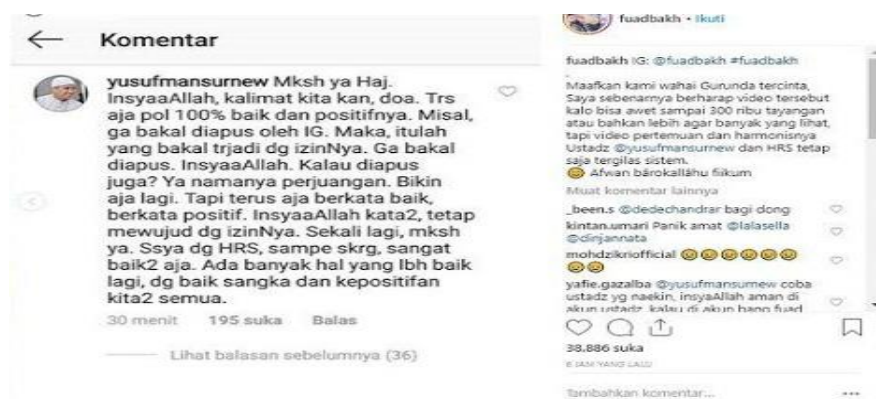 Komentar
yusufmansurnew Mksh ya Haj.
InsyaaAllah, kalimat kita kan, doa. Trs
aja pol 100% baik dan positifnya. Misal,
ga bakal diapus oleh IG. Maka, itulah
yang bakal trjadi dg izinNya. Ga bakal
diapus. InsyaaAllah. Kalau diapus
juga? Ya namanya perjuangan. Bikin
aja lagi. Tapi terus aja berkata baik,
berkata positif. InsyaaAllah kata2, tetap
mewujud dg izinNya. Sekali lagi, mksh
ya. Ssya dg HRS, sampe skrg, sangat
baik2 aja. Ada banyak hal yang lbh baik
lagi, dg baik sangka dan kepositifan
kita2 semua.
30 menit 195 suka Balas
Lihat balasan sebelumnya (36)
fuadbakh • Ikuti
fuadbakh IG: @fuadbakh #fuadbakh
.
Maafkan kami wahai Gurunda tercinta,
Saya sebenarnya berharap video tersebut
kalo bisa awet sampai 300 ribu tayangan
atau bahkan lebih agar banyak yang lihat,
tapi video pertemuan dan harmonisnya
Ustadz @yusufmansurnew dan HRS tetap
saja tergilas sistem.
Afwan bârokallâhu fiikum
Muat komentar lainnya
_been.s @dedechandrar bagi dong
kintan.umari Panik amat @lalasella
@dinjannata
mohdzikriofficial
yafie.gazalba @yusufmansurnew coba
ustadz yg naekin, insyaAllah aman di
akun ustadz, kalau di akun bang fuad
38.886 suka
8 JAM YANG LALU
Tambahkan komentar...